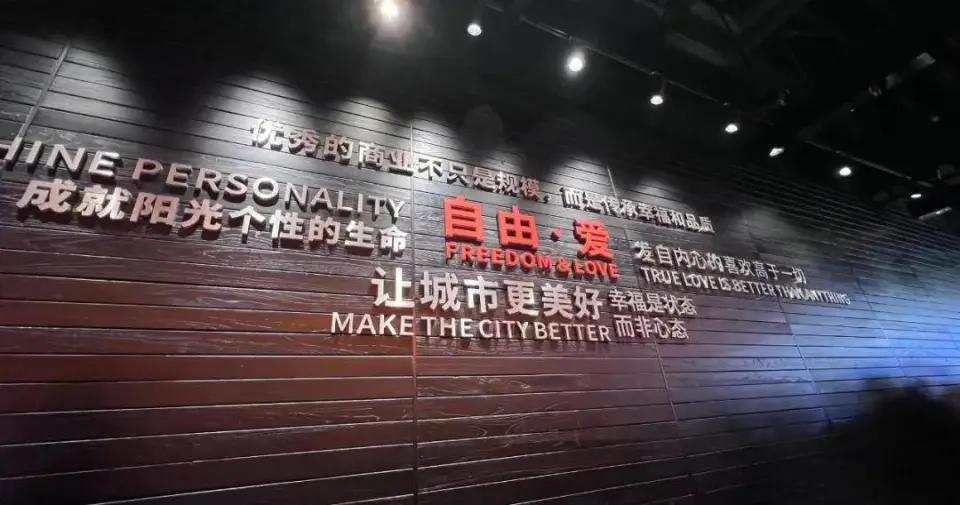 优秀的商业不只是规模，而是传承幸福和品质
HINE PERSONALITY
成就阳光个性的生命
自由·爱
FREEDOM & LOVE
发自内心的喜欢高于一切
TRUE LOVE IS BETTER THAN ANYTHING
让城市更美好
MAKE THE CITY BETTER
幸福是状态
而非心态